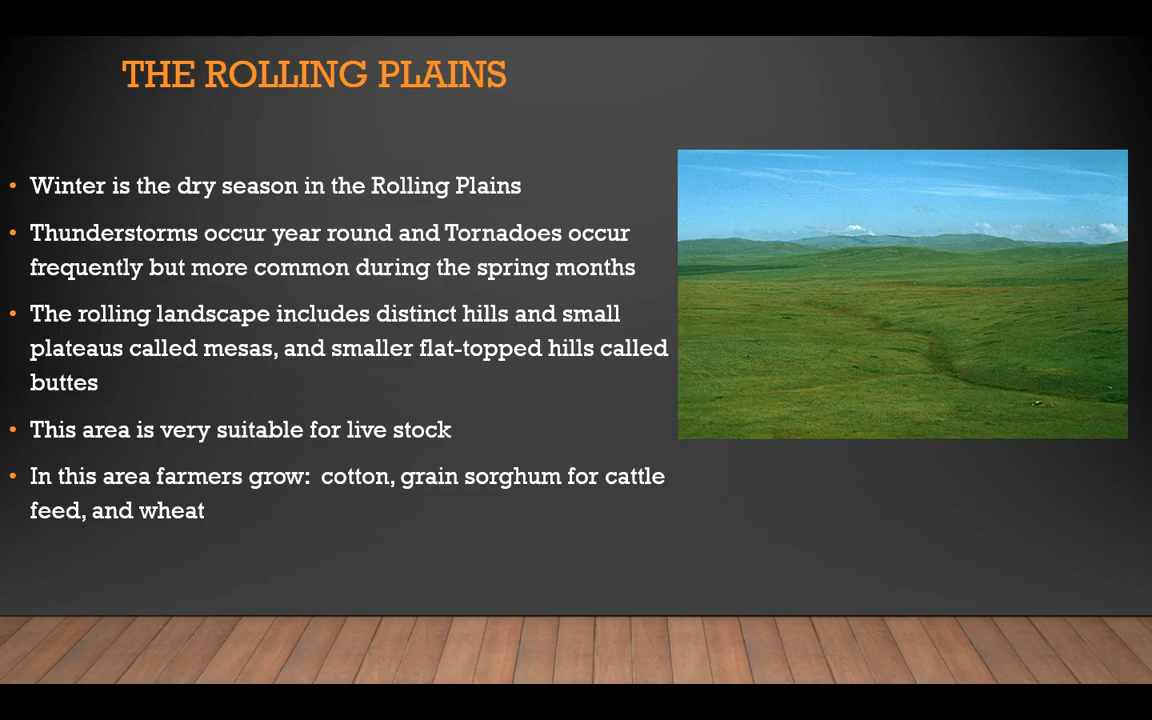 THE ROLLING PLAINS
• Winter is the dry season in the Rolling Plains
• Thunderstorms occur year round and Tornadoes occur
frequently but more common during the spring months
• The rolling landscape includes distinct hills and small
plateaus called mesas, and smaller flat-topped hills called
buttes
• This area is very suitable for live stock
• In this area farmers grow:  cotton, grain sorghum for cattle
feed, and wheat